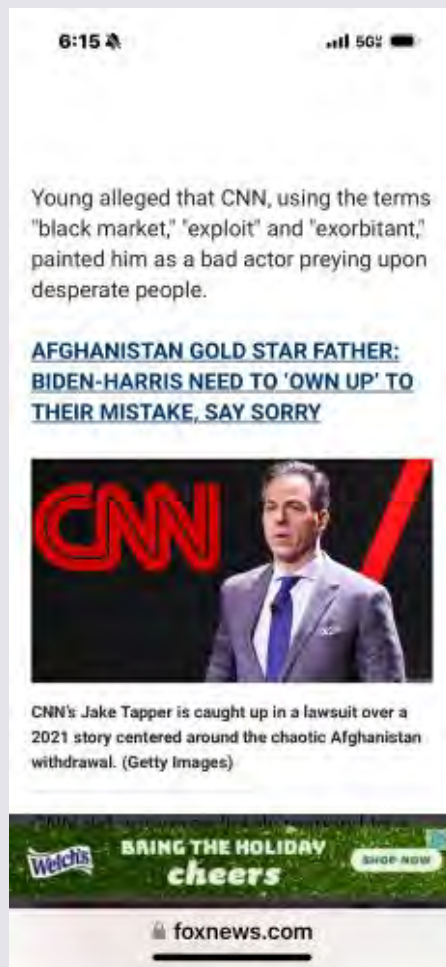 6:15
5G
Young alleged that CNN, using the terms
"black market," "exploit" and "exorbitant,"
painted him as a bad actor preying upon
desperate people.
AFGHANISTAN GOLD STAR FATHER:
BIDEN-HARRIS NEED TO 'OWN UP' TO
THEIR MISTAKE, SAY SORRY
CNN
CNN's Jake Tapper is caught up in a lawsuit over a
2021 story centered around the chaotic Afghanistan
withdrawal. (Getty Images)
Welch's
BRING THE HOLIDAY
cheers
SHOP NOW
foxnews.com